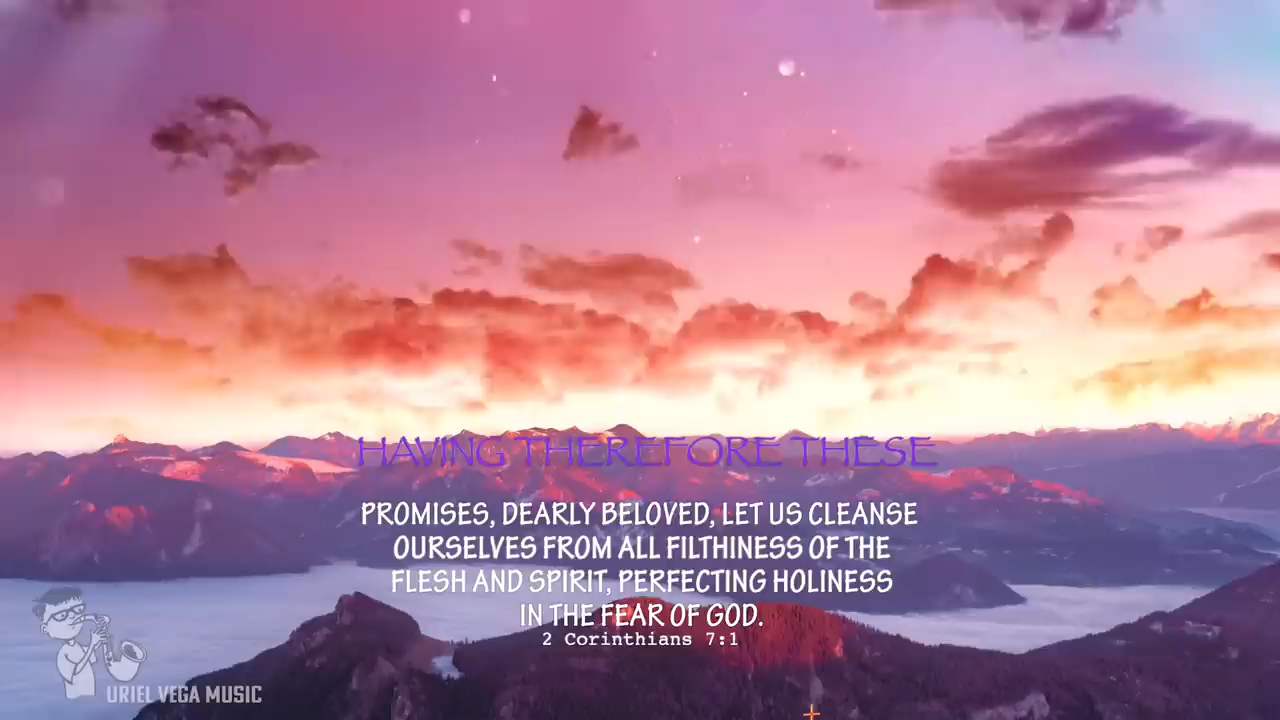 HAVING THEREFORE THESE
PROMISES, DEARLY BELOVED, LET US CLEANSE
OURSELVES FROM ALL FILTHINESS OF THE
FLESH AND SPIRIT, PERFECTING HOLINESS
IN THE FEAR OF GOD.
2 Corinthians 7:1
URIEL VEGA MUSIC